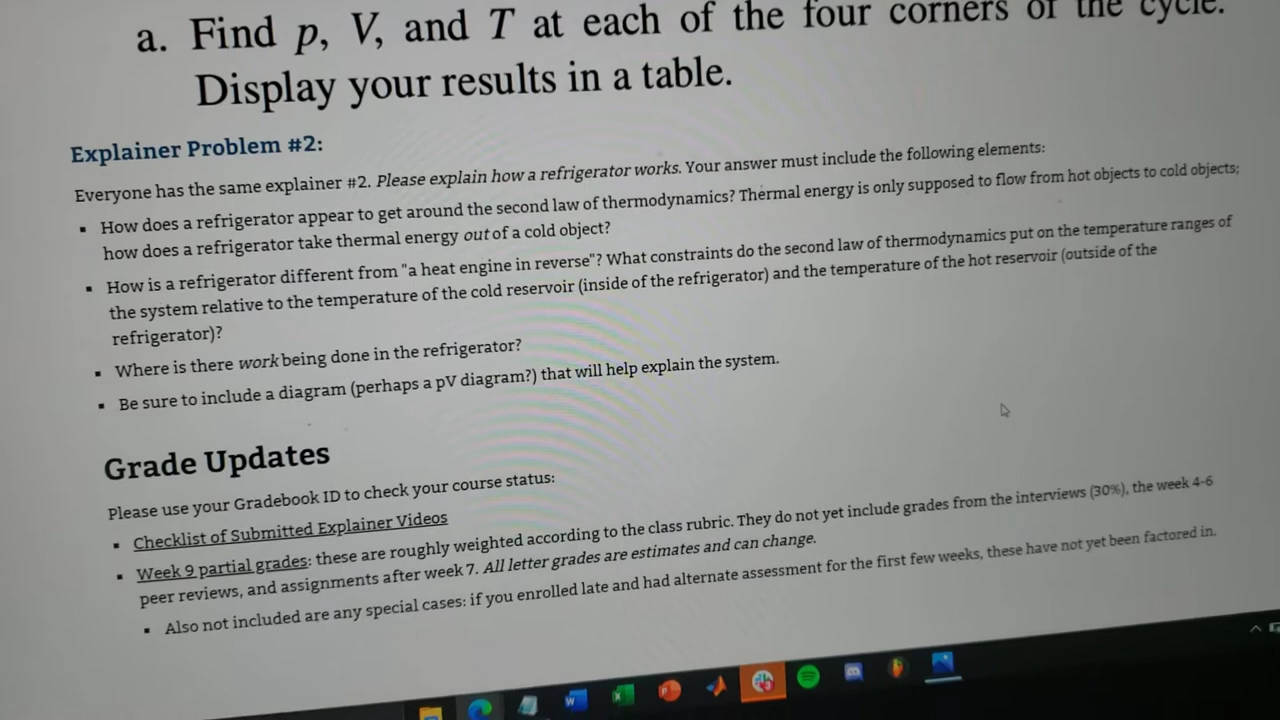 a. Find p, V, and T at each of the four corners of the cycle.
Display your results in a table.
Explainer Problem #2:
Everyone has the same explainer #2. Please explain how a refrigerator works. Your answer must include the following elements:
▪ How does a refrigerator appear to get around the second law of thermodynamics? Thermal energy is only supposed to flow from hot objects to cold objects;
how does a refrigerator take thermal energy out of a cold object?
▪ How is a refrigerator different from "a heat engine in reverse"? What constraints do the second law of thermodynamics put on the temperature ranges of
the system relative to the temperature of the cold reservoir (inside of the refrigerator) and the temperature of the hot reservoir (outside of the
refrigerator)?
▪ Where is there work being done in the refrigerator?
▪ Be sure to include a diagram (perhaps a pV diagram?) that will help explain the system.
Grade Updates
Please use your Gradebook ID to check your course status:
▪ Checklist of Submitted Explainer Videos
▪ Week 9 partial grades: these are roughly weighted according to the class rubric. They do not yet include grades from the interviews (30%), the week 4-6
peer reviews, and assignments after week 7. All letter grades are estimates and can change.
▪ Also not included are any special cases: if you enrolled late and had alternate assessment for the first few weeks, these have not yet been factored in.